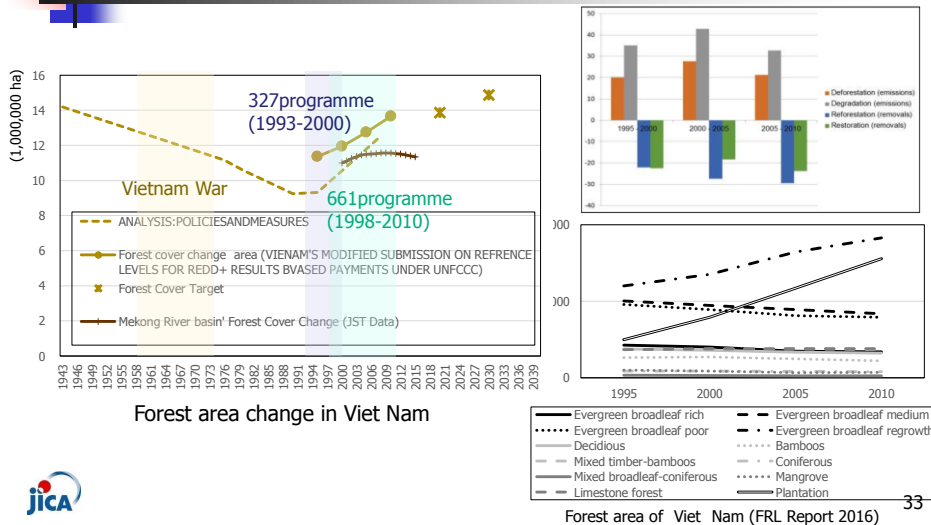 (1,000,000 ha)
16
14
12
10
8
6
4
2
0
327programme
(1993-2000)
Vietnam War
661programme
(1998-2010)
ANALYSIS:POLICIESANDMEASURES
Forest cover change area (VIENAM'S MODIFIED SUBMISSION ON REFRENCE
LEVELS FOR REDD+ RESULTS BVASED PAYMENTS UNDER UNFCCC)
Forest Cover Target
Mekong River basin' Forest Cover Change (JST Data)
1943 1946 1949 1952 1955 1958 1961 1964 1967 1970 1973 1976 1979 1982 1985 1988 1991 1994 1997 2000 2003 2006 2009 2012 2015 2018 2021 2024 2027 2030 2033 2036 2039
Forest area change in Viet Nam
50
40
30
20
10
0
-10
-20
-30
-40
1995 - 2000 2000 - 2005 2005 - 2010
Deforestation (emissions)
Degradation (emissions)
Reforestation (removals)
Restoration (removals)
000
000
0
1995 2000 2005 2010
Evergreen broadleaf rich Evergreen broadleaf medium
Evergreen broadleaf poor Evergreen broadleaf regrowth
Decidious Bamboos
Mixed timber-bamboos Coniferous
Mixed broadleaf-coniferous Mangrove
Limestone forest Plantation
33
Forest area of Viet Nam (FRL Report 2016)
jICA